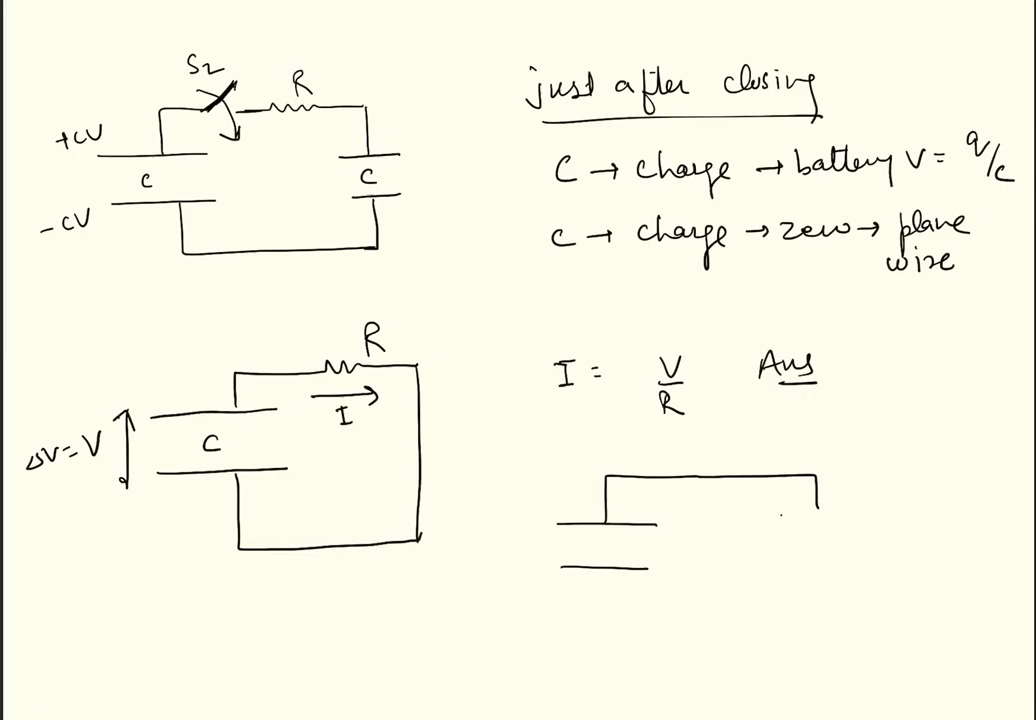 S2
R
+CV
C
C
-CV
just after closing
C → charge → battery V = q/C
C → charge → zero → plane
wire
R
I
ΔV=V
C
I = V/R Ans